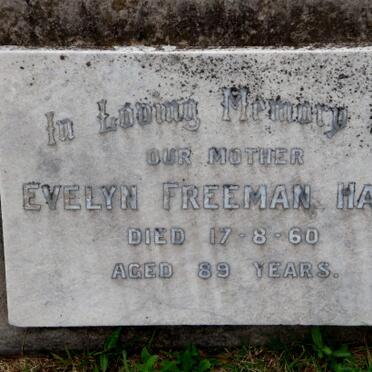 In Loving Memory
OUR MOTHER
EVELYN FREEMAN
DIED 17-8-60
AGED 89 YEARS.